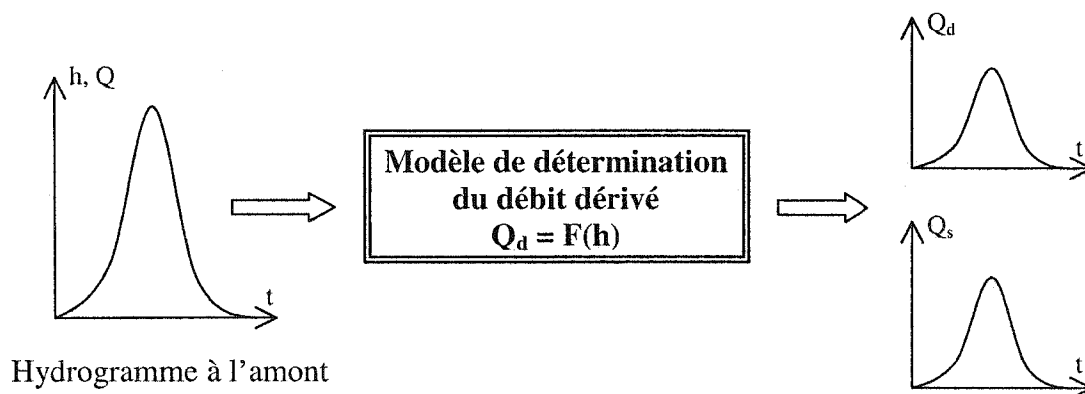 h, Q
t
Hydrogramme à l'amont
Modèle de détermination
du débit dérivé
Q_d = F(h)
Q_d
t
Q_s
t